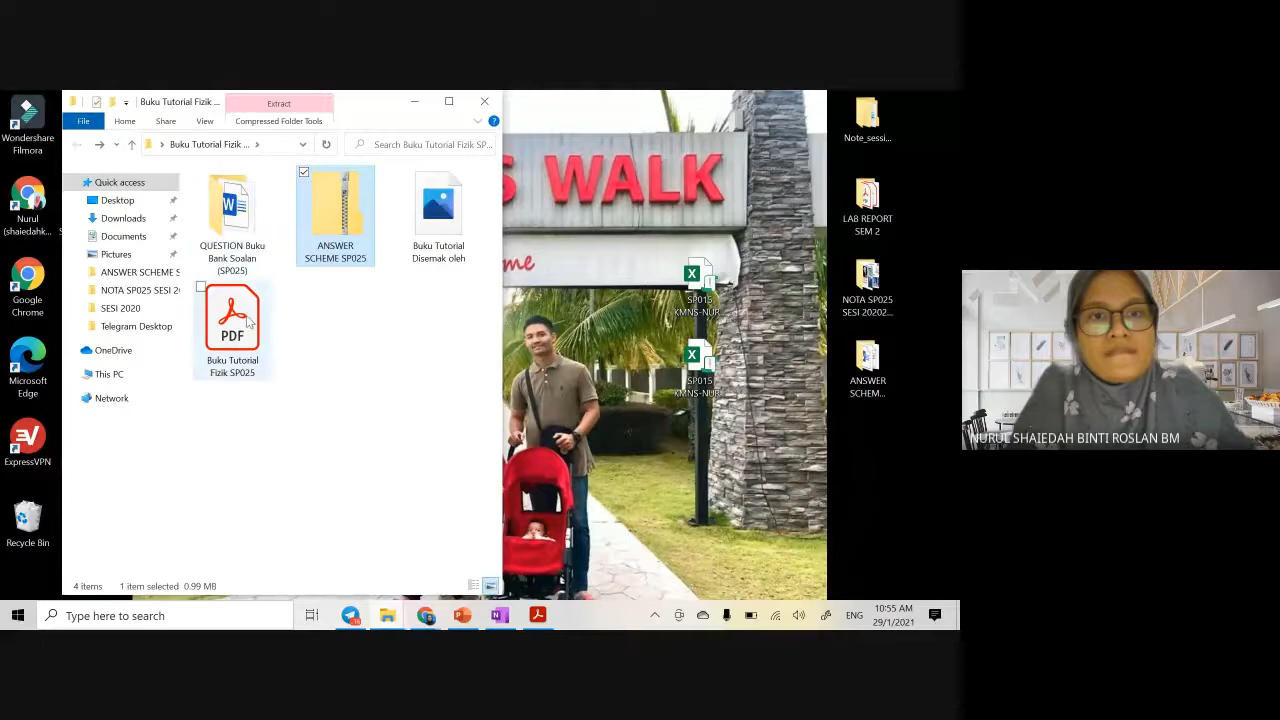 Wondershare
Filmora
Nurul
(shaiedahk...
Google
Chrome
Microsoft
Edge
ExpressVPN
Recycle Bin
Buku Tutorial Fizik ...
Extract
File
Home
Share
View
Compressed Folder Tools
Buku Tutorial Fizik ...
Search Buku Tutorial Fizik SP...
Quick access
Desktop
Downloads
Documents
Pictures
ANSWER SCHEME S
NOTA SP025 SESI 20
SESI 2020
Telegram Desktop
OneDrive
This PC
Network
QUESTION Buku
Bank Soalan
(SP025)
ANSWER
SCHEME SP025
Buku Tutorial
Disemak oleh
PDF
Buku Tutorial
Fizik SP025
4 items
1 item selected 0.99 MB
S WALK
me
SP015
KMNS-NUR...
SP015
KMNS-NUR...
Note_sessi...
LAB REPORT
SEM 2
NOTA SP025
SESI 20202...
ANSWER
SCHEM...
NURUL SHAIEDAH BINTI ROSLAN BM
Type here to search
ENG
10:55 AM
29/1/2021